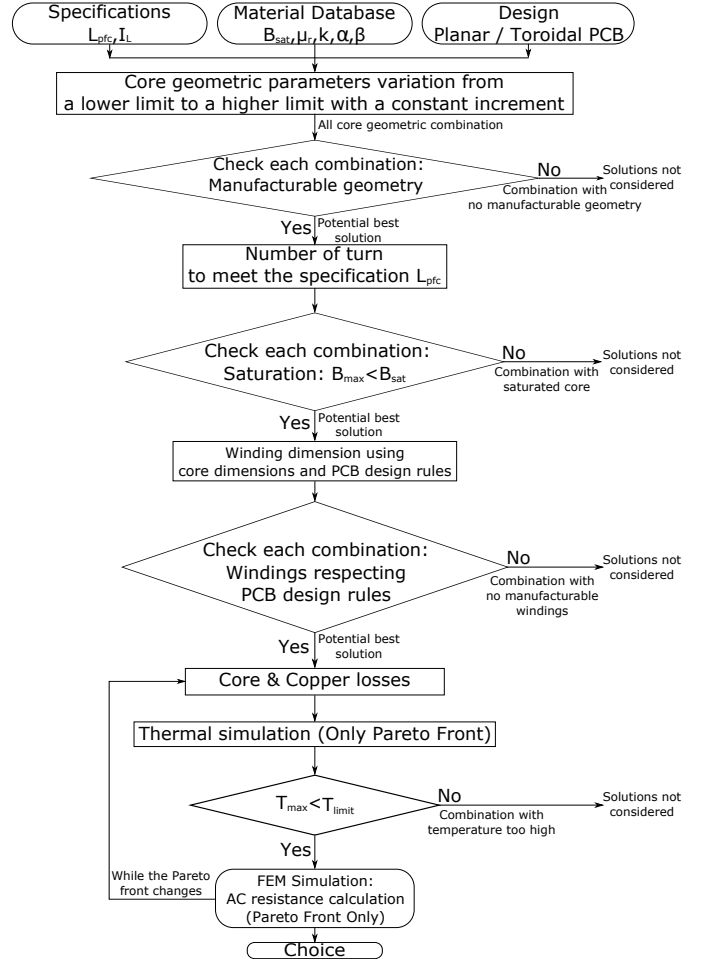 Specifications
Lpfc,IL
Material Database
Bsat,μr,k,α,β
Design
Planar / Toroidal PCB
Core geometric parameters variation from
a lower limit to a higher limit with a constant increment
All core geometric combination
Check each combination:
Manufacturable geometry
No
Combination with
no manufacturable geometry
Solutions not
considered
Yes
Potential best
solution
Number of turn
to meet the specification Lpfc
Check each combination:
Saturation: Bmax<Bsat
No
Combination with
saturated core
Solutions not
considered
Yes
Potential best
solution
Winding dimension using
core dimensions and PCB design rules
Check each combination:
Windings respecting
PCB design rules
No
Combination with
no manufacturable
windings
Solutions not
considered
Yes
Potential best
solution
Core & Copper losses
Thermal simulation (Only Pareto Front)
Tmax<Tlimit
No
Combination with
temperature too high
Solutions not
considered
Yes
While the Pareto
front changes
FEM Simulation:
AC resistance calculation
(Pareto Front Only)
Choice